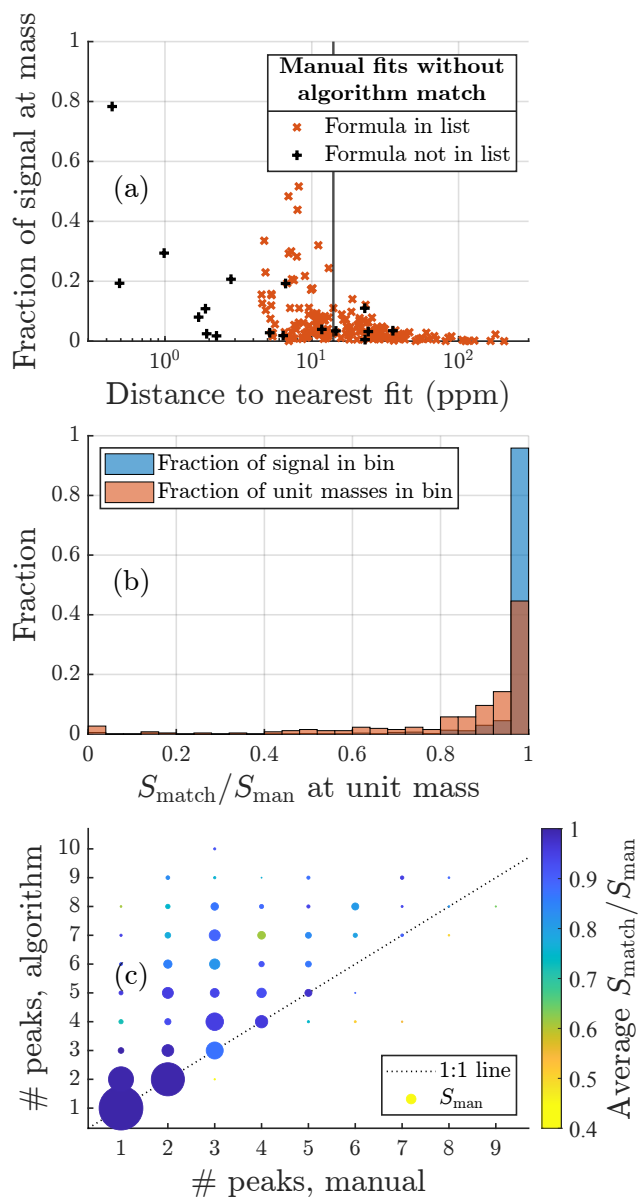 1
0.8
0.6
0.4
0.2
0
Fraction of signal at mass
Manual fits without
algorithm match
Formula in list
Formula not in list
(a)
10^0 10^1 10^2
Distance to nearest fit (ppm)
1
0.8
0.6
0.4
0.2
0
Fraction
Fraction of signal in bin
Fraction of unit masses in bin
(b)
0 0.2 0.4 0.6 0.8 1
S_match/S_man at unit mass
10
9
8
7
6
5
4
3
2
1
# peaks, algorithm
(c)
1:1 line
S_man
1 2 3 4 5 6 7 8 9
# peaks, manual
1
0.9
0.8
0.7
0.6
0.5
0.4
Average S_match/S_man